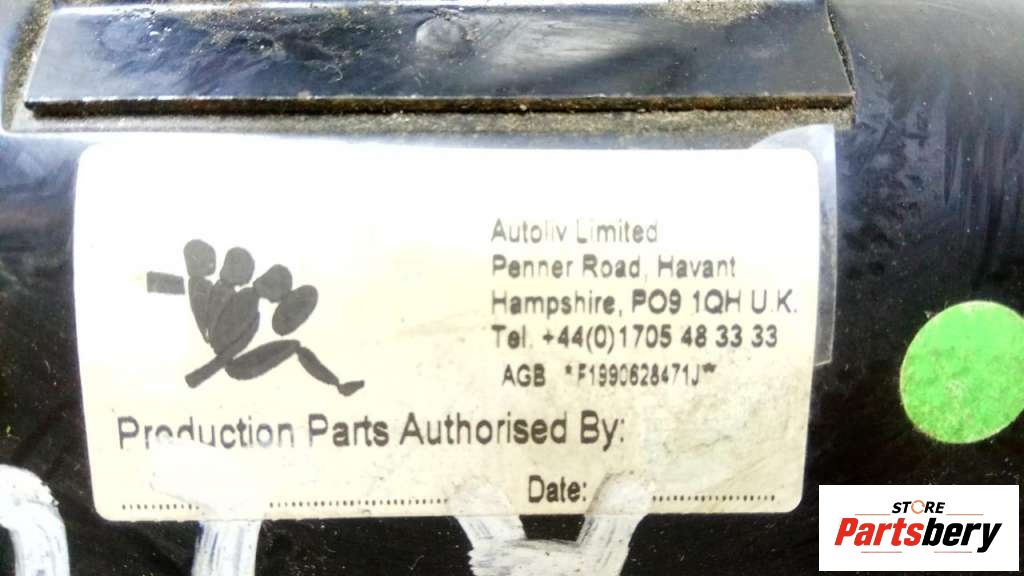 Autoliv Limited
Penner Road, Havant
Hampshire, PO9 1QH U.K.
Tel. +44(0)1705 48 33 33
AGB *F1990628471J*
Production Parts Authorised By:
Date:
STORE
Partsbery